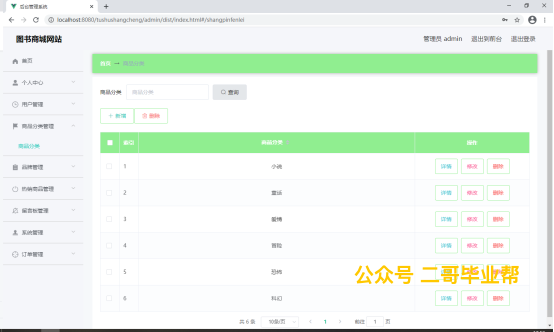 后台管理系统
localhost:8080/tushushangcheng/admin/dist/index.html#/shangpinfenlei
图书商城网站
管理员 admin 退出到前台 退出登录
首页
个人中心
用户管理
商品分类管理
商品分类
品牌管理
热销商品管理
留言板管理
系统管理
订单管理
首页 商品分类
商品分类 商品分类 查询
新增 删除
索引 商品分类 操作
1 小说 详情 修改 删除
2 童话 详情 修改 删除
3 爱情 详情 修改 删除
4 冒险 详情 修改 删除
5 恐怖 详情 修改 删除
6 科幻 详情 修改 删除
公众号 二哥毕业帮
共 6 条 10条/页 1 前往 1 页